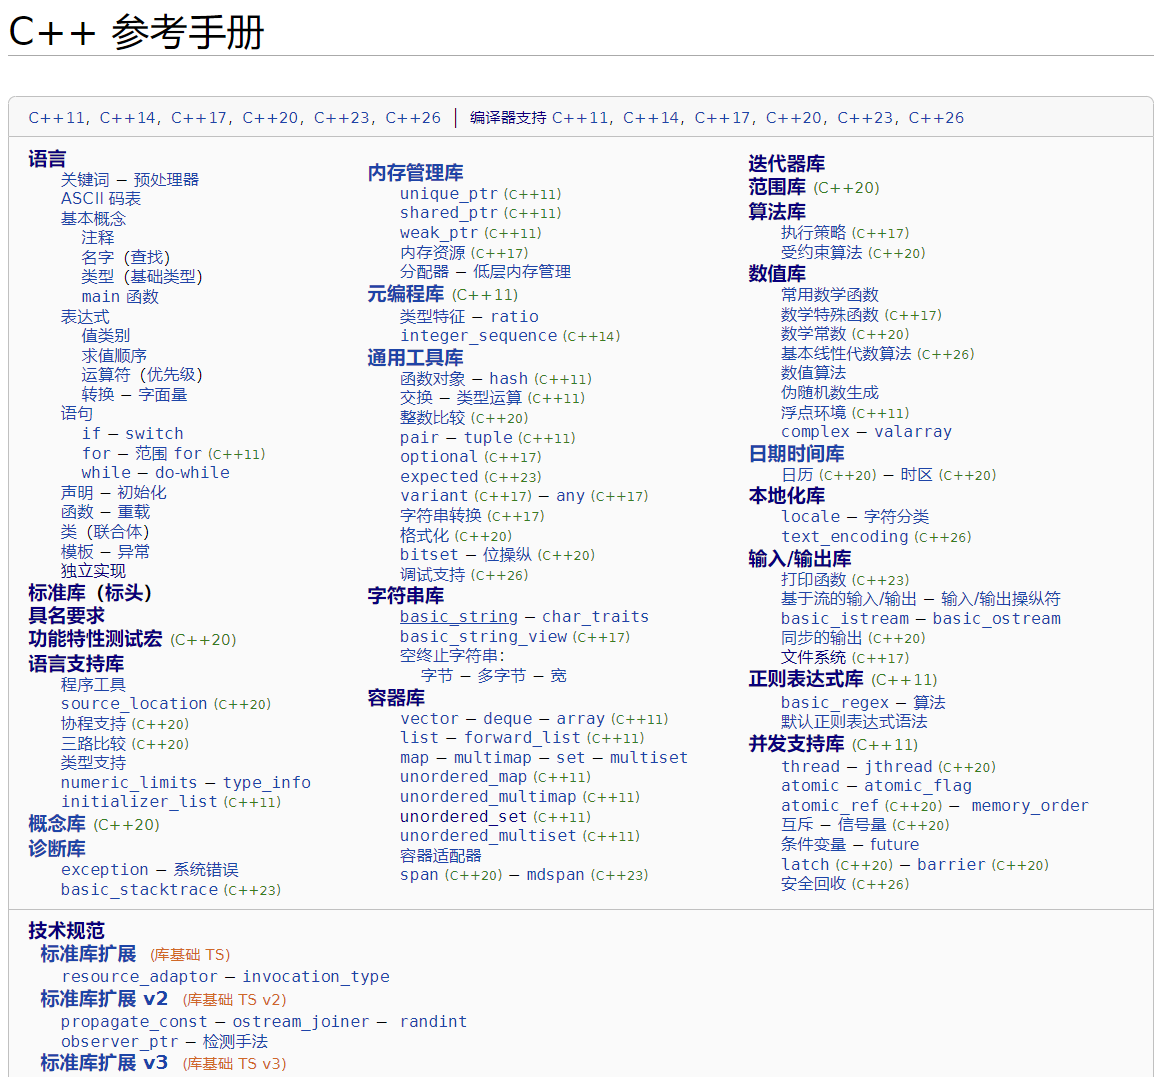 C++ 参考手册
C++11, C++14, C++17, C++20, C++23, C++26 │ 编译器支持 C++11, C++14, C++17, C++20, C++23, C++26
语言
关键词 − 预处理器
ASCII 码表
基本概念
注释
名字（查找）
类型（基础类型）
main 函数
表达式
值类别
求值顺序
运算符（优先级）
转换 − 字面量
语句
if − switch
for − 范围 for (C++11)
while − do-while
声明 − 初始化
函数 − 重载
类（联合体）
模板 − 异常
独立实现
标准库（标头）
具名要求
功能特性测试宏 (C++20)
语言支持库
程序工具
source_location (C++20)
协程支持 (C++20)
三路比较 (C++20)
类型支持
numeric_limits − type_info
initializer_list (C++11)
概念库 (C++20)
诊断库
exception − 系统错误
basic_stacktrace (C++23)
内存管理库
unique_ptr (C++11)
shared_ptr (C++11)
weak_ptr (C++11)
内存资源 (C++17)
分配器 − 低层内存管理
元编程库 (C++11)
类型特征 − ratio
integer_sequence (C++14)
通用工具库
函数对象 − hash (C++11)
交换 − 类型运算 (C++11)
整数比较 (C++20)
pair − tuple (C++11)
optional (C++17)
expected (C++23)
variant (C++17) − any (C++17)
字符串转换 (C++17)
格式化 (C++20)
bitset − 位操纵 (C++20)
调试支持 (C++26)
字符串库
basic_string − char_traits
basic_string_view (C++17)
空终止字符串:
字节 − 多字节 − 宽
容器库
vector − deque − array (C++11)
list − forward_list (C++11)
map − multimap − set − multiset
unordered_map (C++11)
unordered_multimap (C++11)
unordered_set (C++11)
unordered_multiset (C++11)
容器适配器
span (C++20) − mdspan (C++23)
迭代器库
范围库 (C++20)
算法库
执行策略 (C++17)
受约束算法 (C++20)
数值库
常用数学函数
数学特殊函数 (C++17)
数学常数 (C++20)
基本线性代数算法 (C++26)
数值算法
伪随机数生成
浮点环境 (C++11)
complex − valarray
日期时间库
日历 (C++20) − 时区 (C++20)
本地化库
locale − 字符分类
text_encoding (C++26)
输入/输出库
打印函数 (C++23)
基于流的输入/输出 − 输入/输出操纵符
basic_istream − basic_ostream
同步的输出 (C++20)
文件系统 (C++17)
正则表达式库 (C++11)
basic_regex − 算法
默认正则表达式语法
并发支持库 (C++11)
thread − jthread (C++20)
atomic − atomic_flag
atomic_ref (C++20) − memory_order
互斥 − 信号量 (C++20)
条件变量 − future
latch (C++20) − barrier (C++20)
安全回收 (C++26)
技术规范
标准库扩展 (库基础 TS)
resource_adaptor − invocation_type
标准库扩展 v2 (库基础 TS v2)
propagate_const − ostream_joiner − randint
observer_ptr − 检测手法
标准库扩展 v3 (库基础 TS v3)